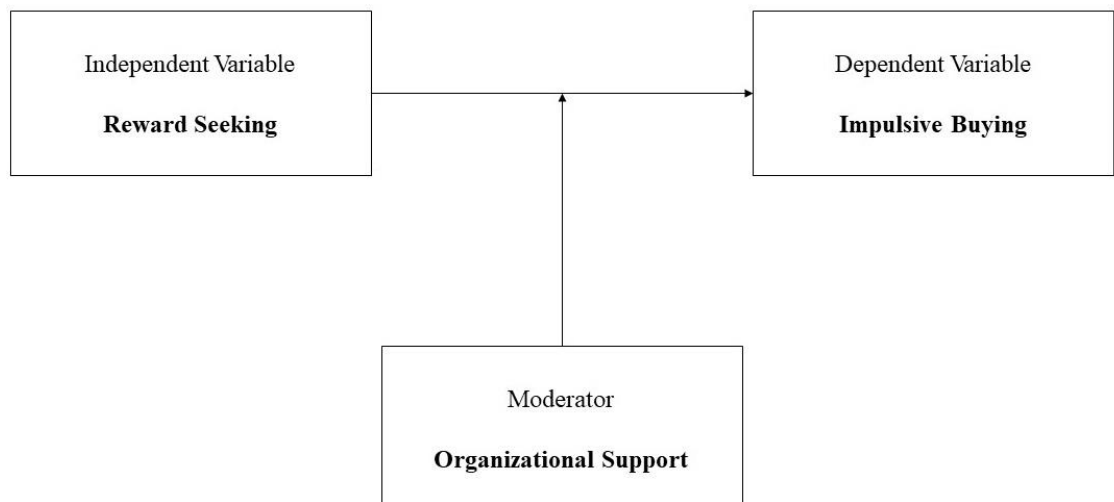 Independent Variable
Reward Seeking
Dependent Variable
Impulsive Buying
Moderator
Organizational Support